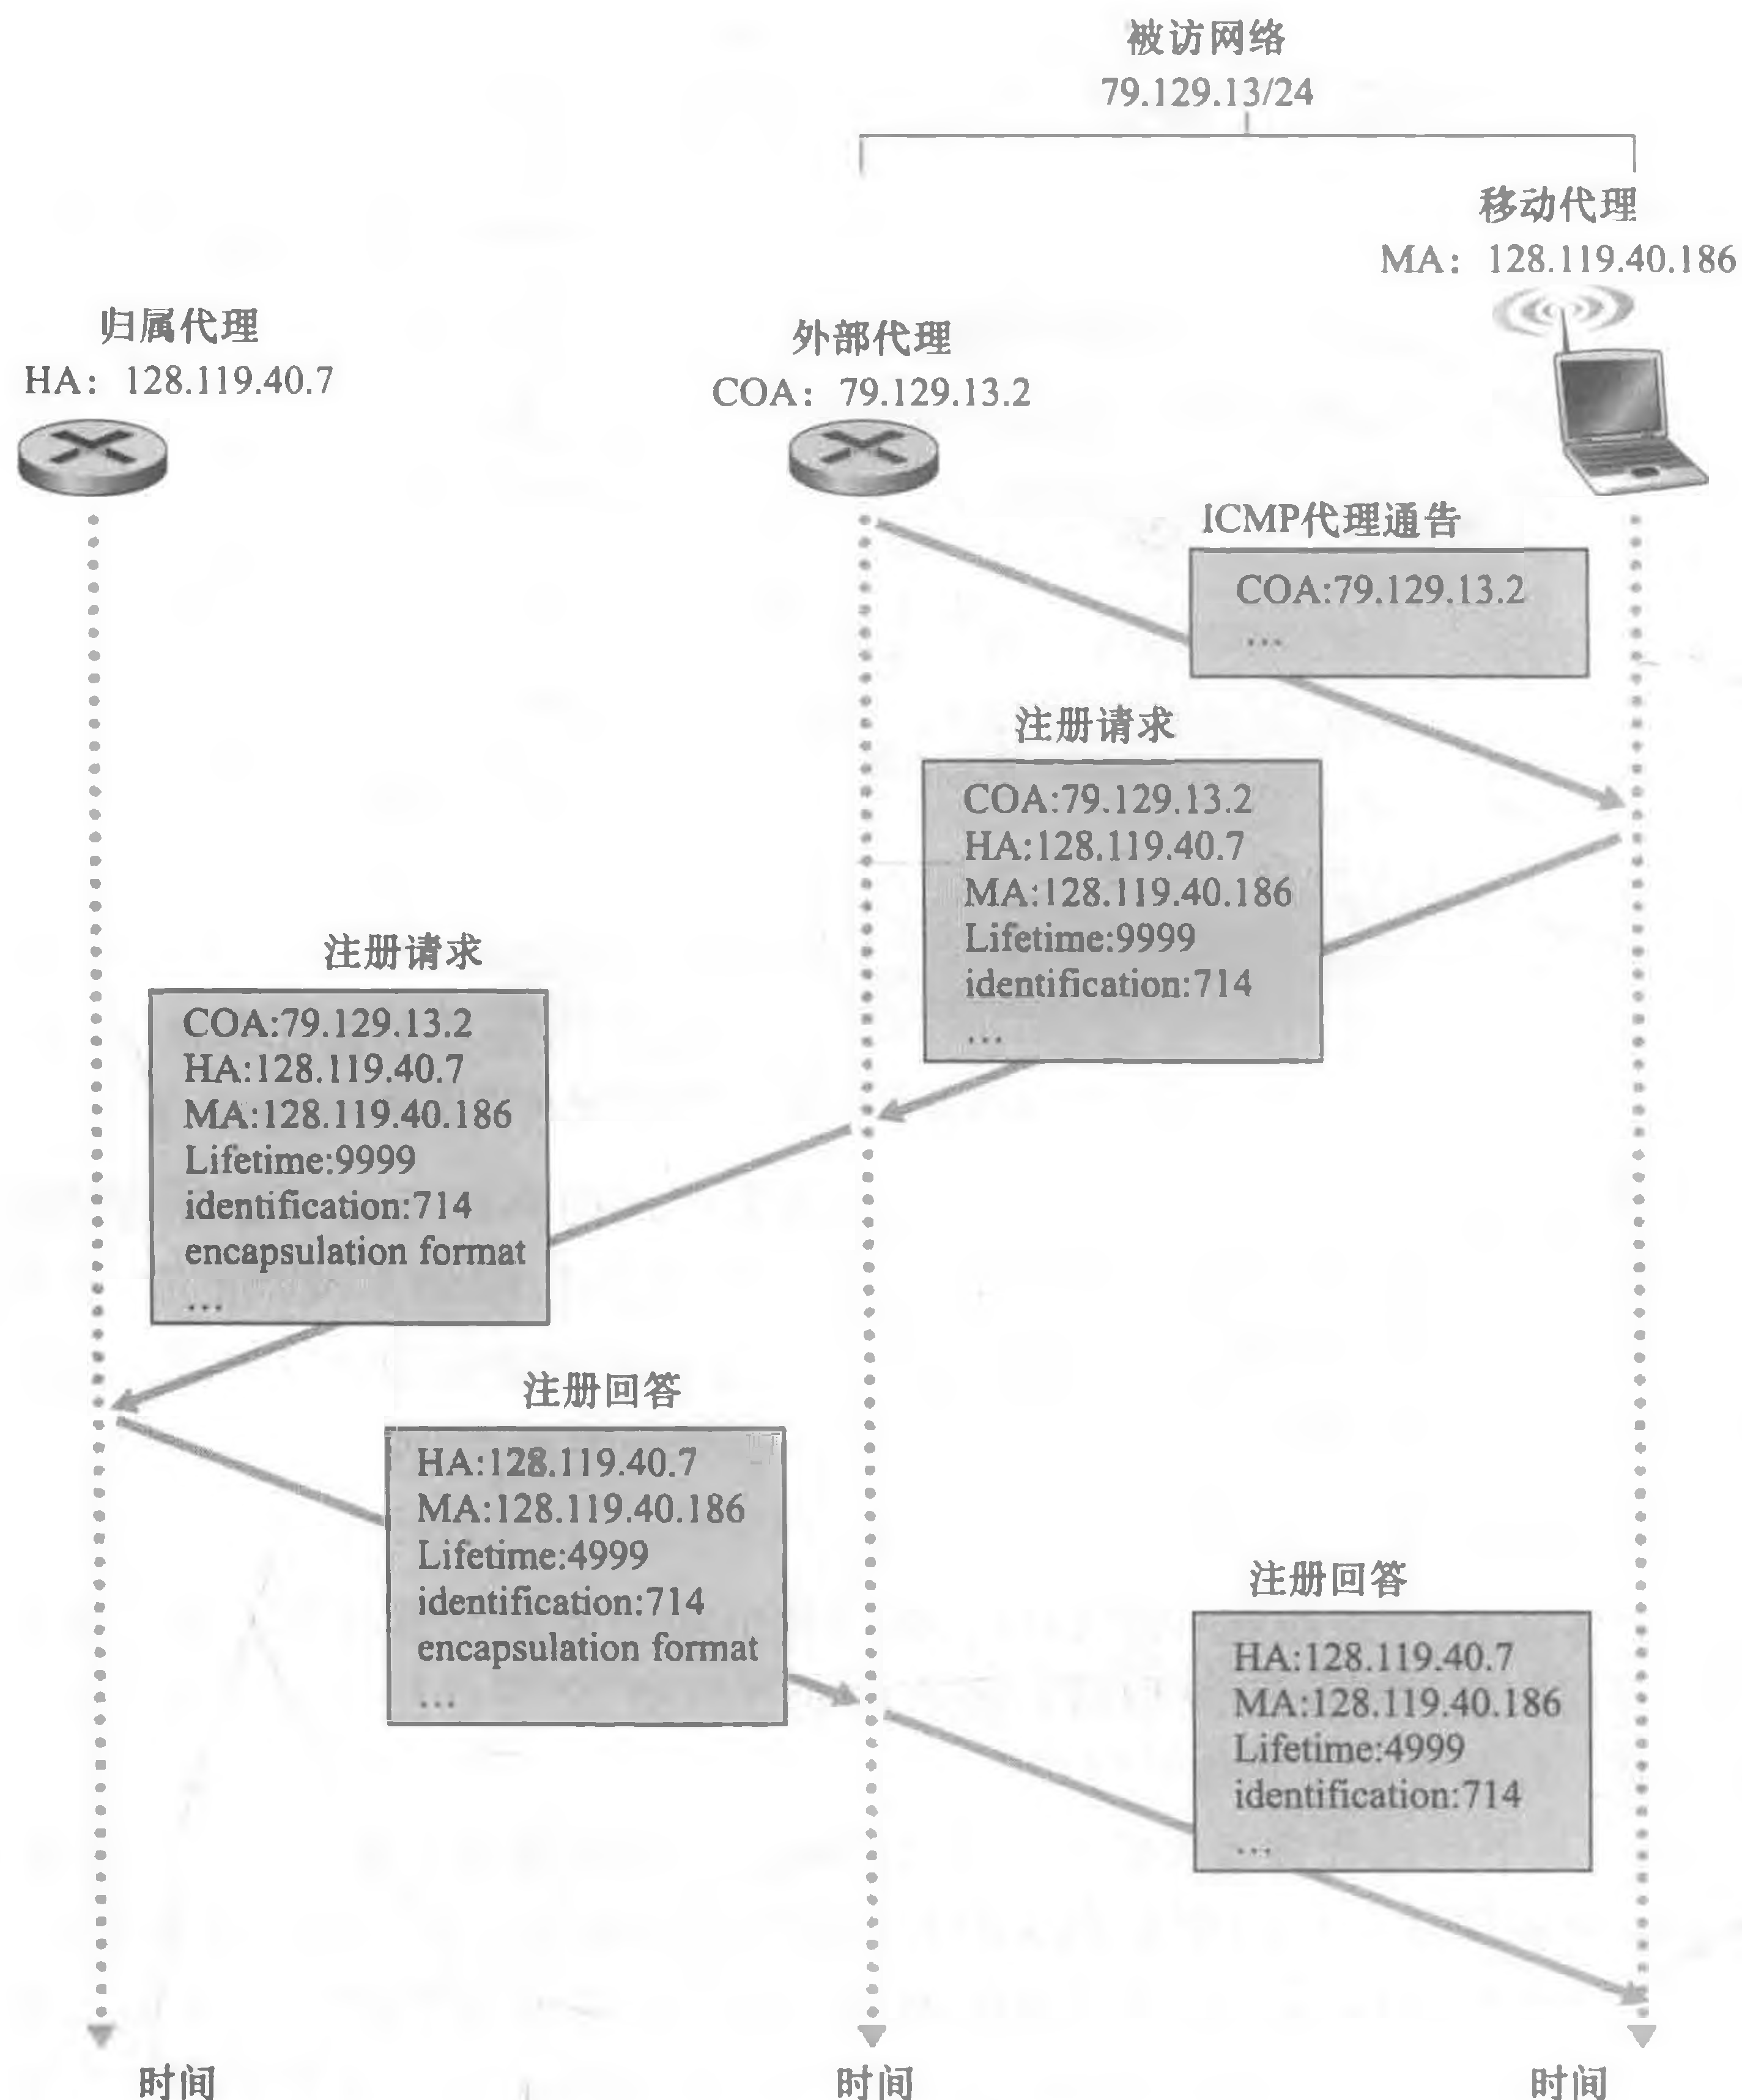 被访网络
79.129.13/24
移动代理
MA：128.119.40.186
归属代理
HA：128.119.40.7
外部代理
COA：79.129.13.2
ICMP代理通告
COA:79.129.13.2
...
注册请求
COA:79.129.13.2
HA:128.119.40.7
MA:128.119.40.186
Lifetime:9999
identification:714
...
注册请求
COA:79.129.13.2
HA:128.119.40.7
MA:128.119.40.186
Lifetime:9999
identification:714
encapsulation format
...
注册回答
HA:128.119.40.7
MA:128.119.40.186
Lifetime:4999
identification:714
encapsulation format
...
注册回答
HA:128.119.40.7
MA:128.119.40.186
Lifetime:4999
identification:714
...
时间
时间
时间